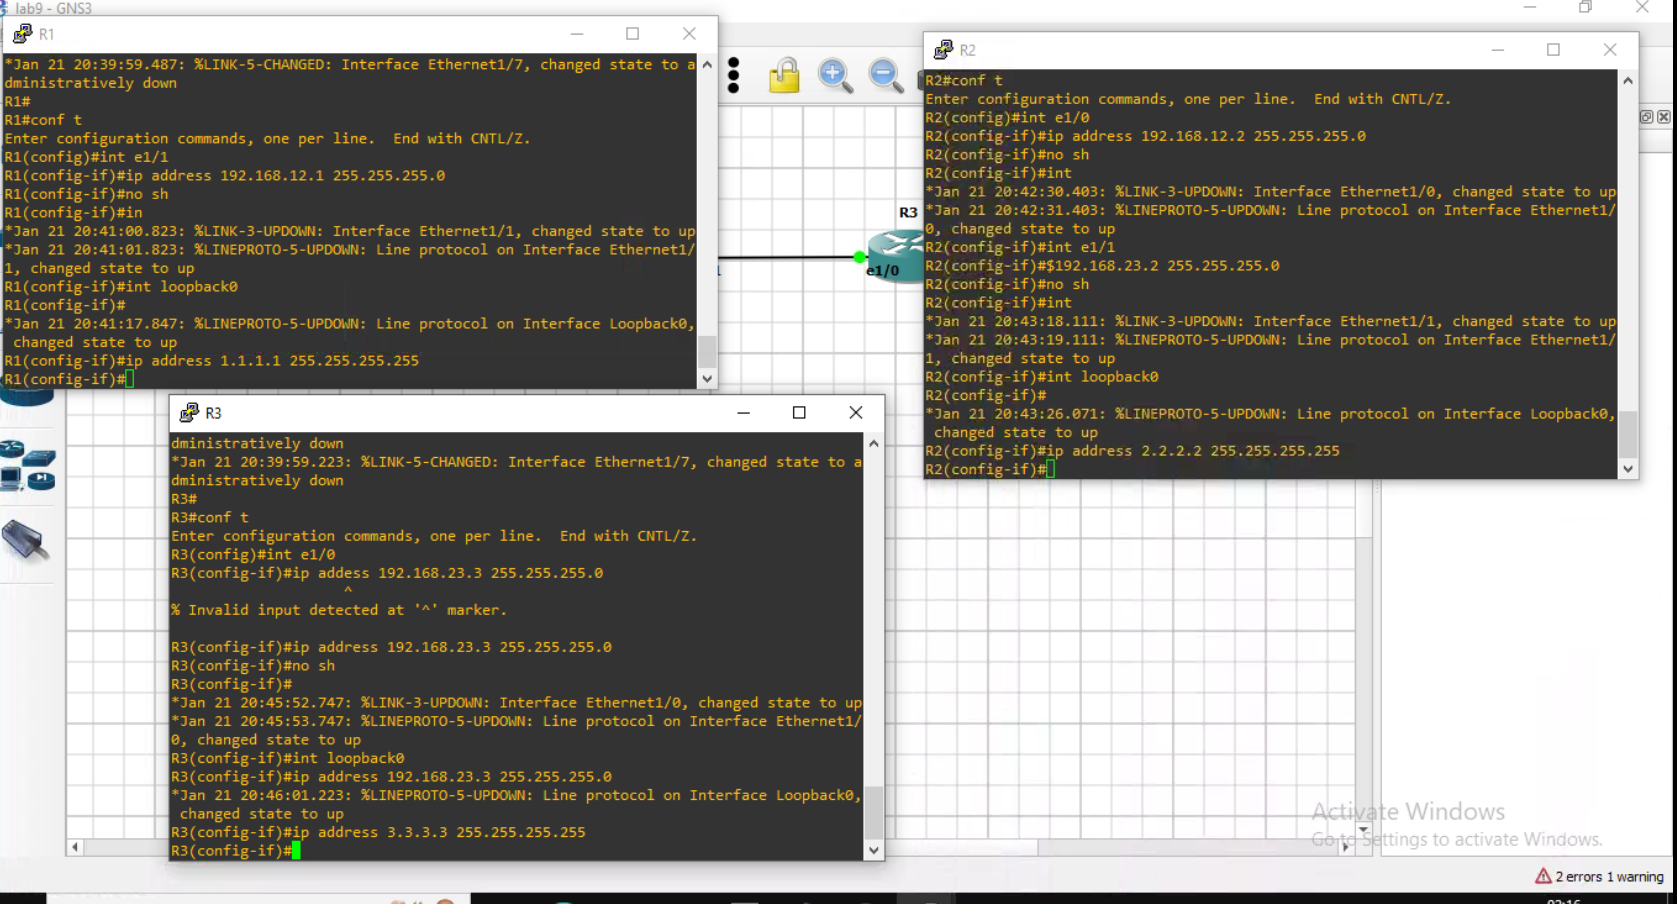 lab9 - GNS3
R1
*Jan 21 20:39:59.487: %LINK-5-CHANGED: Interface Ethernet1/7, changed state to a
dministratively down
R1#
R1#conf t
Enter configuration commands, one per line.  End with CNTL/Z.
R1(config)#int e1/1
R1(config-if)#ip address 192.168.12.1 255.255.255.0
R1(config-if)#no sh
R1(config-if)#in
*Jan 21 20:41:00.823: %LINK-3-UPDOWN: Interface Ethernet1/1, changed state to up
*Jan 21 20:41:01.823: %LINEPROTO-5-UPDOWN: Line protocol on Interface Ethernet1/
1, changed state to up
R1(config-if)#int loopback0
R1(config-if)#
*Jan 21 20:41:17.847: %LINEPROTO-5-UPDOWN: Line protocol on Interface Loopback0,
 changed state to up
R1(config-if)#ip address 1.1.1.1 255.255.255.255
R1(config-if)#
R2
R2#conf t
Enter configuration commands, one per line.  End with CNTL/Z.
R2(config)#int e1/0
R2(config-if)#ip address 192.168.12.2 255.255.255.0
R2(config-if)#no sh
R2(config-if)#int
*Jan 21 20:42:30.403: %LINK-3-UPDOWN: Interface Ethernet1/0, changed state to up
*Jan 21 20:42:31.403: %LINEPROTO-5-UPDOWN: Line protocol on Interface Ethernet1/
0, changed state to up
R2(config-if)#int e1/1
R2(config-if)#$192.168.23.2 255.255.255.0
R2(config-if)#no sh
R2(config-if)#int
*Jan 21 20:43:18.111: %LINK-3-UPDOWN: Interface Ethernet1/1, changed state to up
*Jan 21 20:43:19.111: %LINEPROTO-5-UPDOWN: Line protocol on Interface Ethernet1/
1, changed state to up
R2(config-if)#int loopback0
R2(config-if)#
*Jan 21 20:43:26.071: %LINEPROTO-5-UPDOWN: Line protocol on Interface Loopback0,
 changed state to up
R2(config-if)#ip address 2.2.2.2 255.255.255.255
R2(config-if)#
R3
e1/0
R3
dministratively down
*Jan 21 20:39:59.223: %LINK-5-CHANGED: Interface Ethernet1/7, changed state to a
dministratively down
R3#
R3#conf t
Enter configuration commands, one per line.  End with CNTL/Z.
R3(config)#int e1/0
R3(config-if)#ip addess 192.168.23.3 255.255.255.0
^
% Invalid input detected at '^' marker.
R3(config-if)#ip address 192.168.23.3 255.255.255.0
R3(config-if)#no sh
R3(config-if)#
*Jan 21 20:45:52.747: %LINK-3-UPDOWN: Interface Ethernet1/0, changed state to up
*Jan 21 20:45:53.747: %LINEPROTO-5-UPDOWN: Line protocol on Interface Ethernet1/
0, changed state to up
R3(config-if)#int loopback0
R3(config-if)#ip address 192.168.23.3 255.255.255.0
*Jan 21 20:46:01.223: %LINEPROTO-5-UPDOWN: Line protocol on Interface Loopback0,
 changed state to up
R3(config-if)#ip address 3.3.3.3 255.255.255.255
R3(config-if)#
Activate Windows
Go to Settings to activate Windows.
2 errors 1 warning